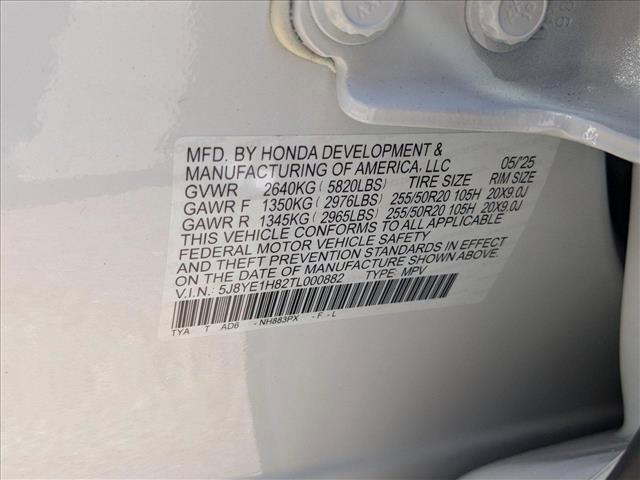 MFD. BY HONDA DEVELOPMENT &
MANUFACTURING OF AMERICA, LLC 05/'25
GVWR 2640KG (5820LBS) TIRE SIZE RIM SIZE
GAWR F 1350KG (2976LBS) 255/50R20 105H 20X9.0J
GAWR R 1345KG (2965LBS) 255/50R20 105H 20X9.0J
THIS VEHICLE CONFORMS TO ALL APPLICABLE
FEDERAL MOTOR VEHICLE SAFETY
AND THEFT PREVENTION STANDARDS IN EFFECT
ON THE DATE OF MANUFACTURE SHOWN ABOVE.
V.I.N.: 5J8YE1H82TL000882 TYPE: MPV
TYA T AD6 -NH883PX -F-L